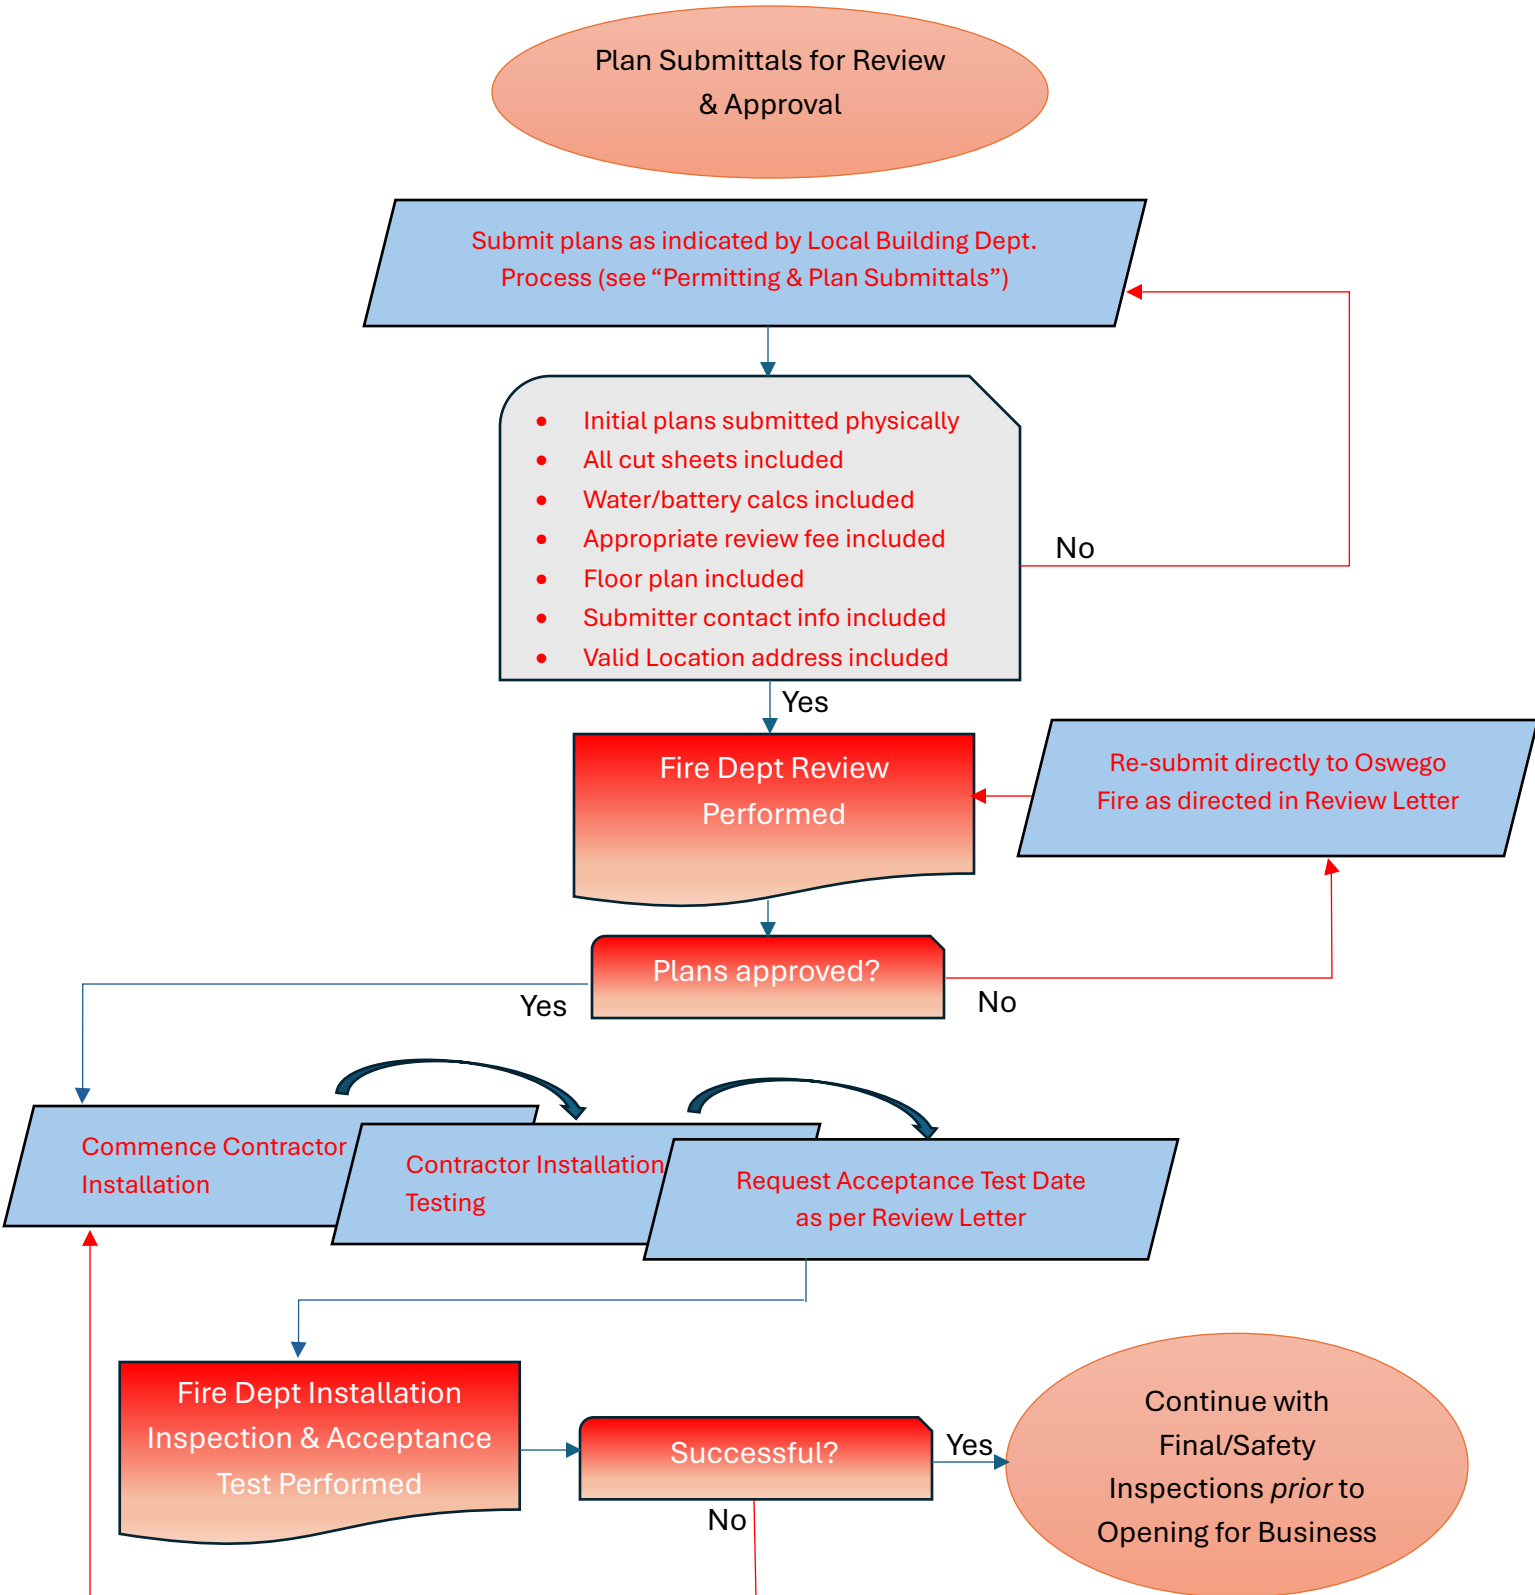 Plan Submittals for Review
& Approval
Submit plans as indicated by Local Building Dept.
Process (see “Permitting & Plan Submittals”)
• Initial plans submitted physically
• All cut sheets included
• Water/battery calcs included
• Appropriate review fee included
• Floor plan included
• Submitter contact info included
• Valid Location address included
No
Yes
Fire Dept Review
Performed
Re-submit directly to Oswego
Fire as directed in Review Letter
Plans approved?
Yes
No
Commence Contractor
Installation
Contractor Installation
Testing
Request Acceptance Test Date
as per Review Letter
Fire Dept Installation
Inspection & Acceptance
Test Performed
Successful?
Yes
No
Continue with
Final/Safety
Inspections prior to
Opening for Business